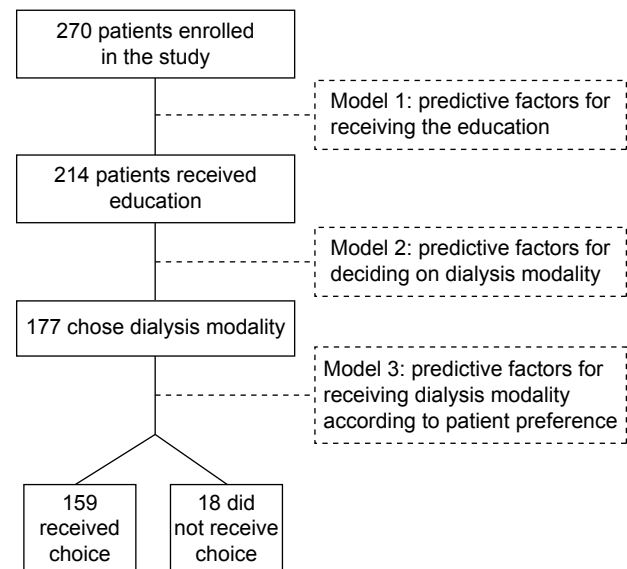 270 patients enrolled
in the study
Model 1: predictive factors for
receiving the education
214 patients received
education
Model 2: predictive factors for
deciding on dialysis modality
177 chose dialysis modality
Model 3: predictive factors for
receiving dialysis modality
according to patient preference
159
received
choice
18 did
not receive
choice